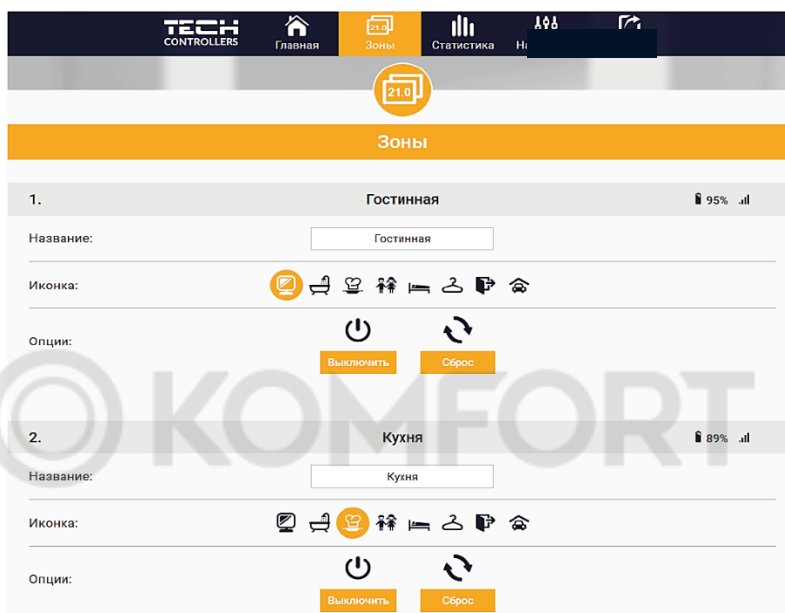 TECH
CONTROLLERS
Главная
21.0
Зоны
Статистика
21.0
Зоны
1. Гостинная 95%
Название: Гостинная
Иконка:
Опции:
Выключить Сброс
KOMFORT
2. Кухня 89%
Название: Кухня
Иконка:
Опции:
Выключить Сброс